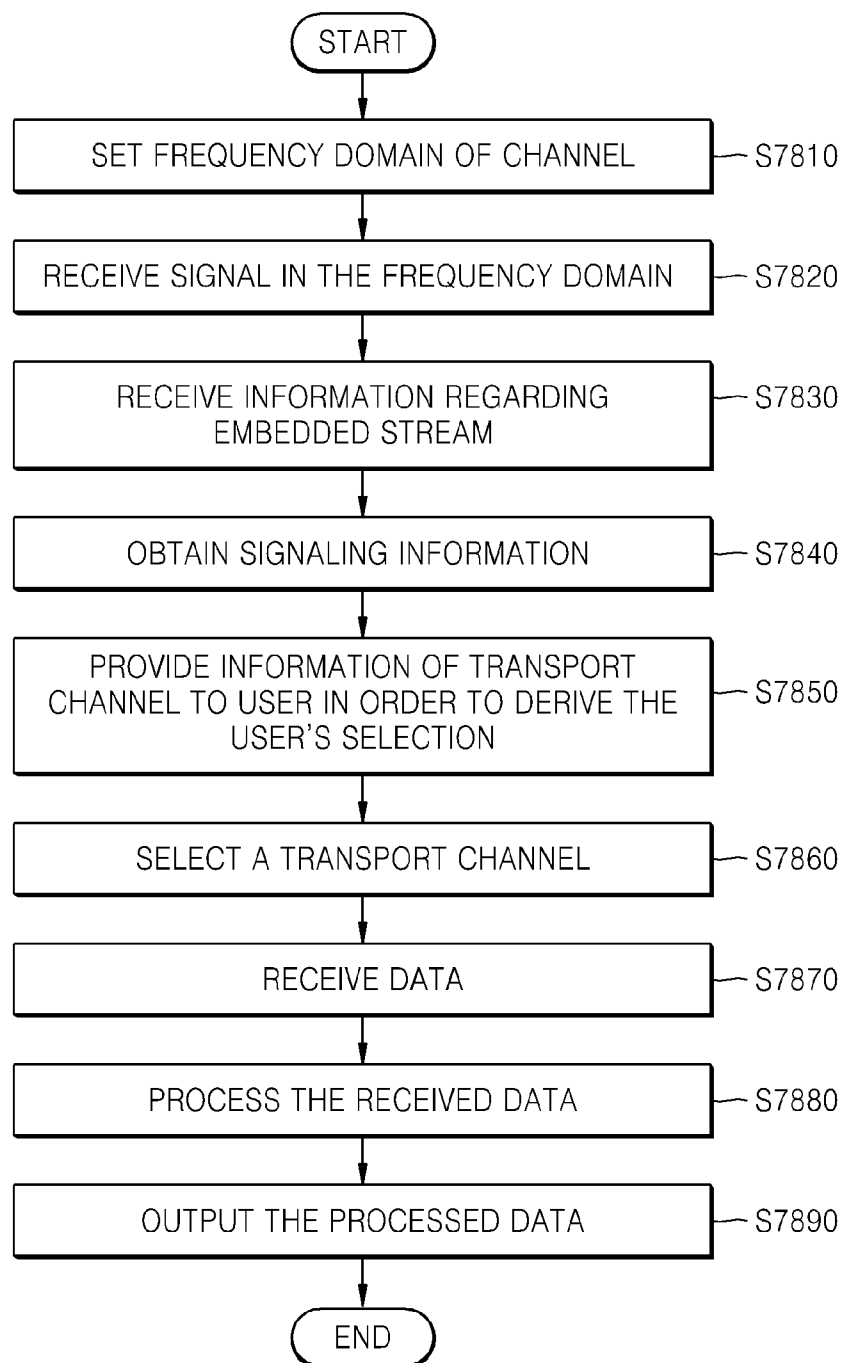 START
SET FREQUENCY DOMAIN OF CHANNEL
S7810
RECEIVE SIGNAL IN THE FREQUENCY DOMAIN
S7820
RECEIVE INFORMATION REGARDING
EMBEDDED STREAM
S7830
OBTAIN SIGNALING INFORMATION
S7840
PROVIDE INFORMATION OF TRANSPORT
CHANNEL TO USER IN ORDER TO DERIVE THE
USER'S SELECTION
S7850
SELECT A TRANSPORT CHANNEL
S7860
RECEIVE DATA
S7870
PROCESS THE RECEIVED DATA
S7880
OUTPUT THE PROCESSED DATA
S7890
END